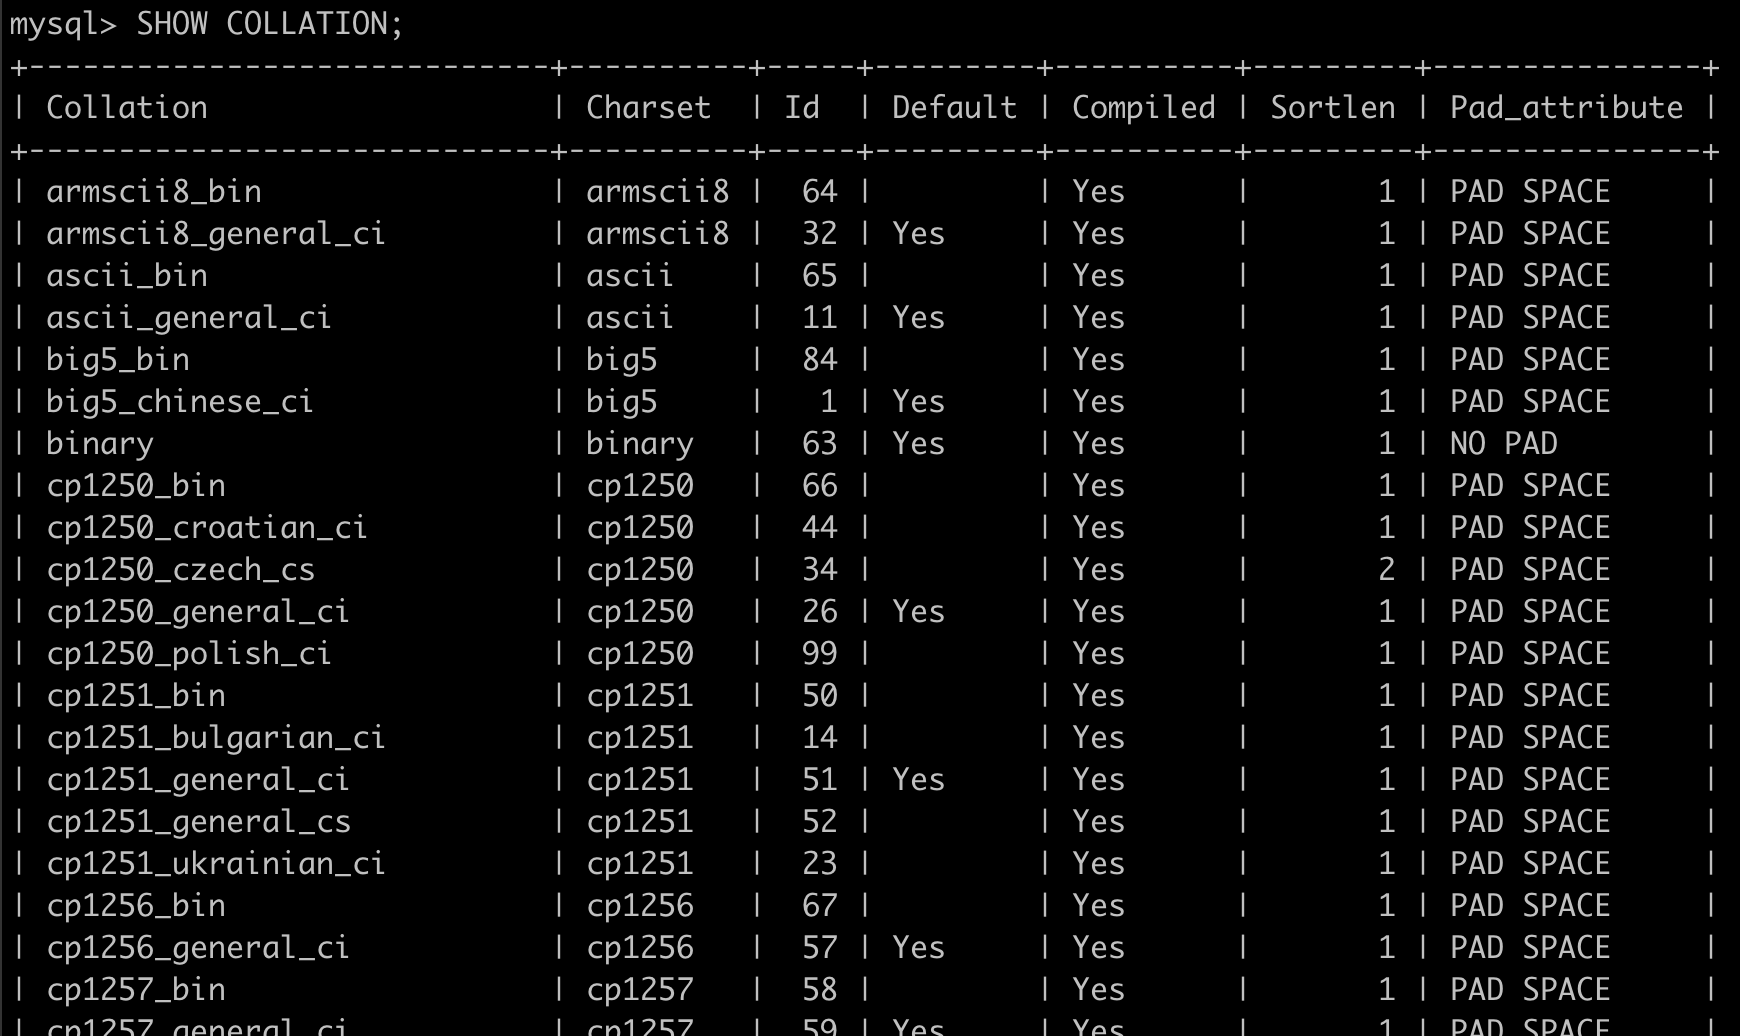 mysql> SHOW COLLATION;
+-----------------------------+----------+-----+---------+----------+---------+---------------+
| Collation                   | Charset  | Id  | Default | Compiled | Sortlen | Pad_attribute |
+-----------------------------+----------+-----+---------+----------+---------+---------------+
| armscii8_bin                | armscii8 |  64 |         | Yes      |       1 | PAD SPACE     |
| armscii8_general_ci         | armscii8 |  32 | Yes     | Yes      |       1 | PAD SPACE     |
| ascii_bin                   | ascii    |  65 |         | Yes      |       1 | PAD SPACE     |
| ascii_general_ci            | ascii    |  11 | Yes     | Yes      |       1 | PAD SPACE     |
| big5_bin                    | big5     |  84 |         | Yes      |       1 | PAD SPACE     |
| big5_chinese_ci             | big5     |   1 | Yes     | Yes      |       1 | PAD SPACE     |
| binary                      | binary   |  63 | Yes     | Yes      |       1 | NO PAD        |
| cp1250_bin                  | cp1250   |  66 |         | Yes      |       1 | PAD SPACE     |
| cp1250_croatian_ci          | cp1250   |  44 |         | Yes      |       1 | PAD SPACE     |
| cp1250_czech_cs             | cp1250   |  34 |         | Yes      |       2 | PAD SPACE     |
| cp1250_general_ci           | cp1250   |  26 | Yes     | Yes      |       1 | PAD SPACE     |
| cp1250_polish_ci            | cp1250   |  99 |         | Yes      |       1 | PAD SPACE     |
| cp1251_bin                  | cp1251   |  50 |         | Yes      |       1 | PAD SPACE     |
| cp1251_bulgarian_ci         | cp1251   |  14 |         | Yes      |       1 | PAD SPACE     |
| cp1251_general_ci           | cp1251   |  51 | Yes     | Yes      |       1 | PAD SPACE     |
| cp1251_general_cs           | cp1251   |  52 |         | Yes      |       1 | PAD SPACE     |
| cp1251_ukrainian_ci         | cp1251   |  23 |         | Yes      |       1 | PAD SPACE     |
| cp1256_bin                  | cp1256   |  67 |         | Yes      |       1 | PAD SPACE     |
| cp1256_general_ci           | cp1256   |  57 | Yes     | Yes      |       1 | PAD SPACE     |
| cp1257_bin                  | cp1257   |  58 |         | Yes      |       1 | PAD SPACE     |
| cp1257_general_ci           | cp1257   |  59 | Yes     | Yes      |       1 | PAD SPACE     |